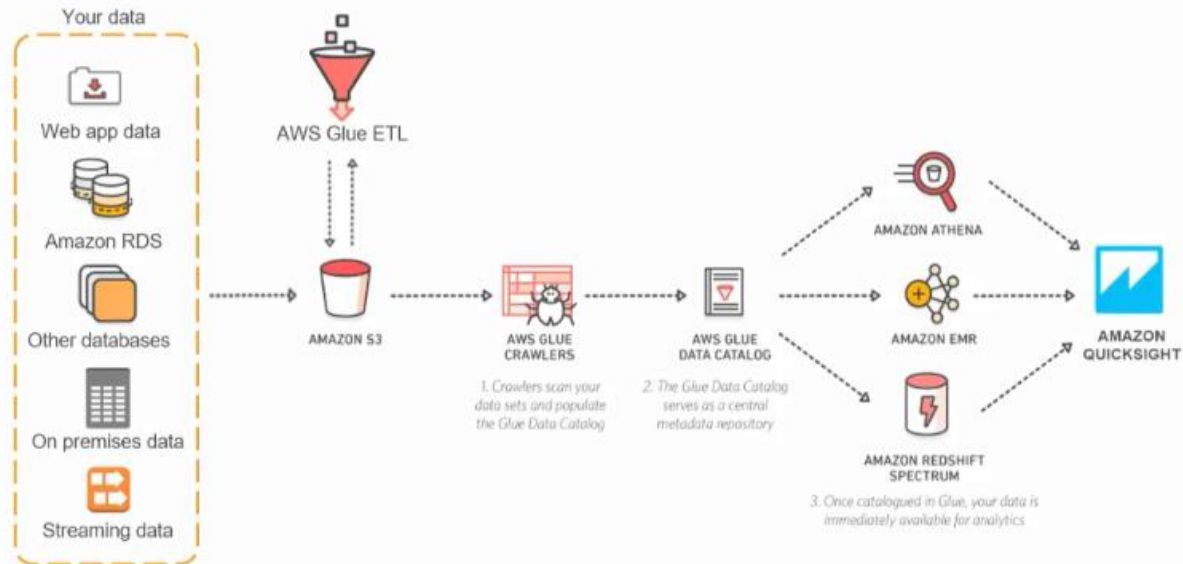 Your data
Web app data
Amazon RDS
Other databases
On premises data
Streaming data
AWS Glue ETL
AMAZON S3
AWS GLUE
CRAWLERS
1. Crawlers scan your
data sets and populate
the Glue Data Catalog
AWS GLUE
DATA CATALOG
2. The Glue Data Catalog
serves as a central
metadata repository
AMAZON ATHENA
AMAZON EMR
AMAZON REDSHIFT
SPECTRUM
3. Once catalogued in Glue, your data is
immediately available for analytics
AMAZON
QUICKSIGHT